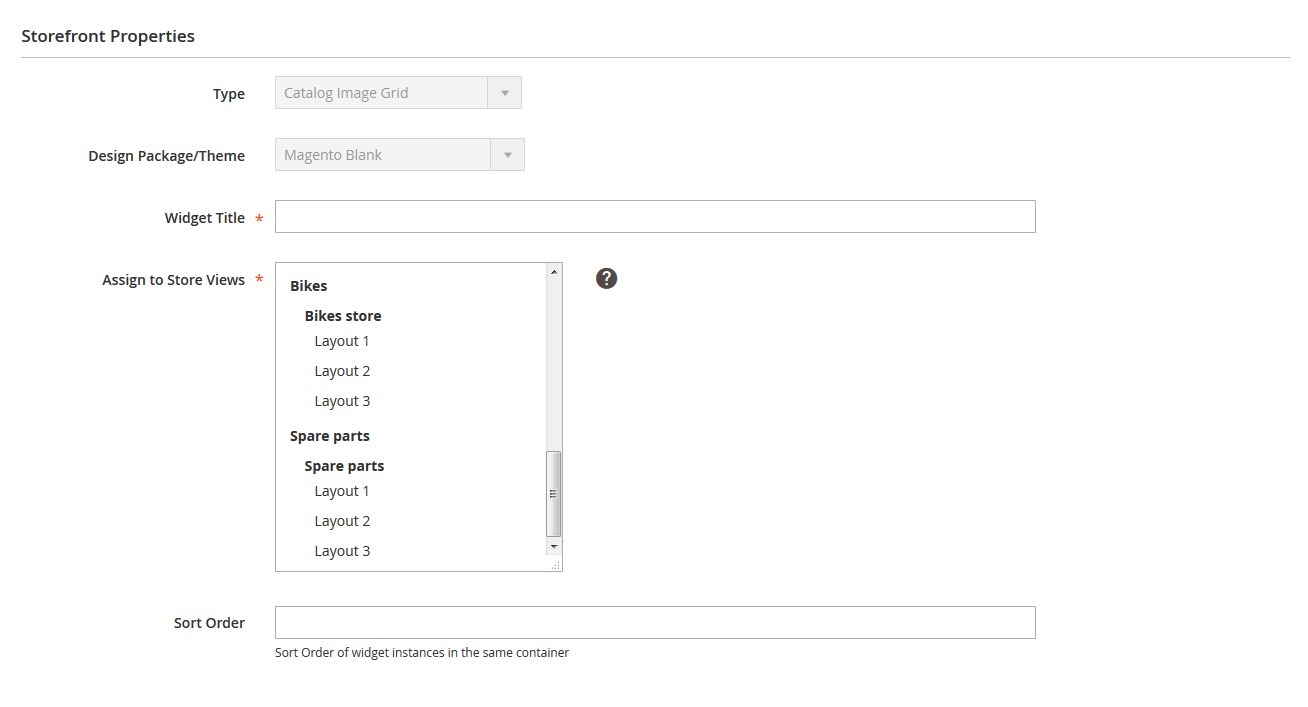 Storefront Properties
Type
Catalog Image Grid
Design Package/Theme
Magento Blank
Widget Title *
Assign to Store Views *
?
Bikes
Bikes store
Layout 1
Layout 2
Layout 3
Spare parts
Spare parts
Layout 1
Layout 2
Layout 3
Sort Order
Sort Order of widget instances in the same container